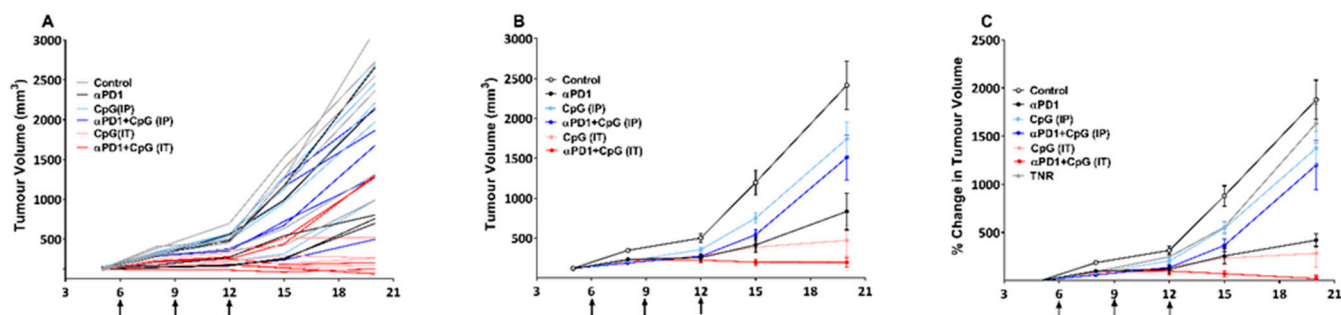 A
Tumour Volume (mm³)
3000
2500
2000
1500
1000
500
3 6 9 12 15 18 21
Control
αPD1
CpG(IP)
αPD1+CpG (IP)
CpG(IT)
αPD1+CpG (IT)
B
Tumour Volume (mm³)
3000
2500
2000
1500
1000
500
3 6 9 12 15 18 21
Control
αPD1
CpG (IP)
αPD1+CpG (IP)
CpG (IT)
αPD1+CpG (IT)
C
% Change in Tumour Volume
2500
2000
1500
1000
500
3 6 9 12 15 18 21
Control
αPD1
CpG (IP)
αPD1+CpG (IP)
CpG (IT)
αPD1+CpG (IT)
TNR